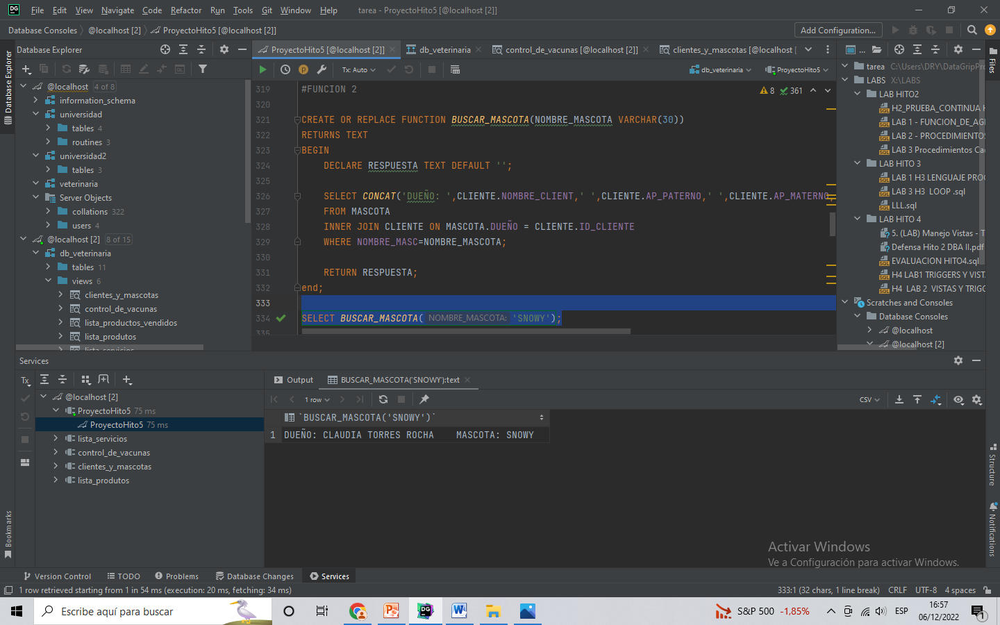 DG File Edit View Navigate Code Refactor Run Tools Git Window Help tarea - ProyectoHito5 [@localhost [2]]
Database Consoles @localhost [2] ProyectoHito5 [@localhost [2]] Add Configuration...
Database Explorer
ProyectoHito5 [@localhost [2]] db_veterinaria control_de_vacunas [@localhost [2]] clientes_y_mascotas [@localhost [
Tx: Auto db_veterinaria ProyectoHito5
Database Explorer
@localhost 4 of 8
information_schema
universidad
tables 4
routines 3
universidad2
tables 3
veterinaria
Server Objects
collations 322
users 4
@localhost [2] 8 of 15
db_veterinaria
tables 11
views 6
clientes_y_mascotas
control_de_vacunas
lista_productos_vendidos
lista_produtos
lista_servicios
8 361
319 #FUNCION 2
320
321 CREATE OR REPLACE FUNCTION BUSCAR_MASCOTA(NOMBRE_MASCOTA VARCHAR(30))
322 RETURNS TEXT
323 BEGIN
324 DECLARE RESPUESTA TEXT DEFAULT '';
325
326 SELECT CONCAT('DUEÑO: ',CLIENTE.NOMBRE_CLIENT,' ',CLIENTE.AP_PATERNO,' ',CLIENTE.AP_MATERNO,
327 FROM MASCOTA
328 INNER JOIN CLIENTE ON MASCOTA.DUEÑO = CLIENTE.ID_CLIENTE
329 WHERE NOMBRE_MASC=NOMBRE_MASCOTA;
330
331 RETURN RESPUESTA;
332 end;
333
334 SELECT BUSCAR_MASCOTA( NOMBRE_MASCOTA: 'SNOWY');
335
tarea C:\Users\DRY\DataGripPro
LABS X:\LABS
LAB HITO2
H2_PRUEBA_CONTINUA H
LAB 1 - FUNCION_DE_AG
LAB 2 - PROCEDIMIENTOS
LAB 3 Procedimientos Ca
LAB HITO 3
LAB 1 H3 LENGUAJE PRO
LAB 3 H3 LOOP .sql
LLL.sql
LAB HITO 4
5. (LAB) Manejo Vistas - T
Defensa Hito 2 DBA II.pdf
EVALUACION HITO4.sql
H4 LAB1 TRIGGERS Y VIST
H4 LAB 2 VISTAS Y TRIGG
Scratches and Consoles
Database Consoles
@localhost
@localhost [2]
Files
Structure
Notifications
Bookmarks
Services
Tx
@localhost [2]
ProyectoHito5 75 ms
ProyectoHito5 75 ms
lista_servicios
control_de_vacunas
clientes_y_mascotas
lista_produtos
Output BUSCAR_MASCOTA('SNOWY'):text
1 row CSV
`BUSCAR_MASCOTA('SNOWY')`
1 DUEÑO: CLAUDIA TORRES ROCHA MASCOTA: SNOWY
Activar Windows
Ve a Configuración para activar Windows.
Version Control TODO Problems Database Changes Services
1 row retrieved starting from 1 in 54 ms (execution: 20 ms, fetching: 34 ms) 333:1 (32 chars, 1 line break) CRLF UTF-8 4 spaces
Escribe aquí para buscar
S&P 500 -1,85% ESP
16:57
06/12/2022
1